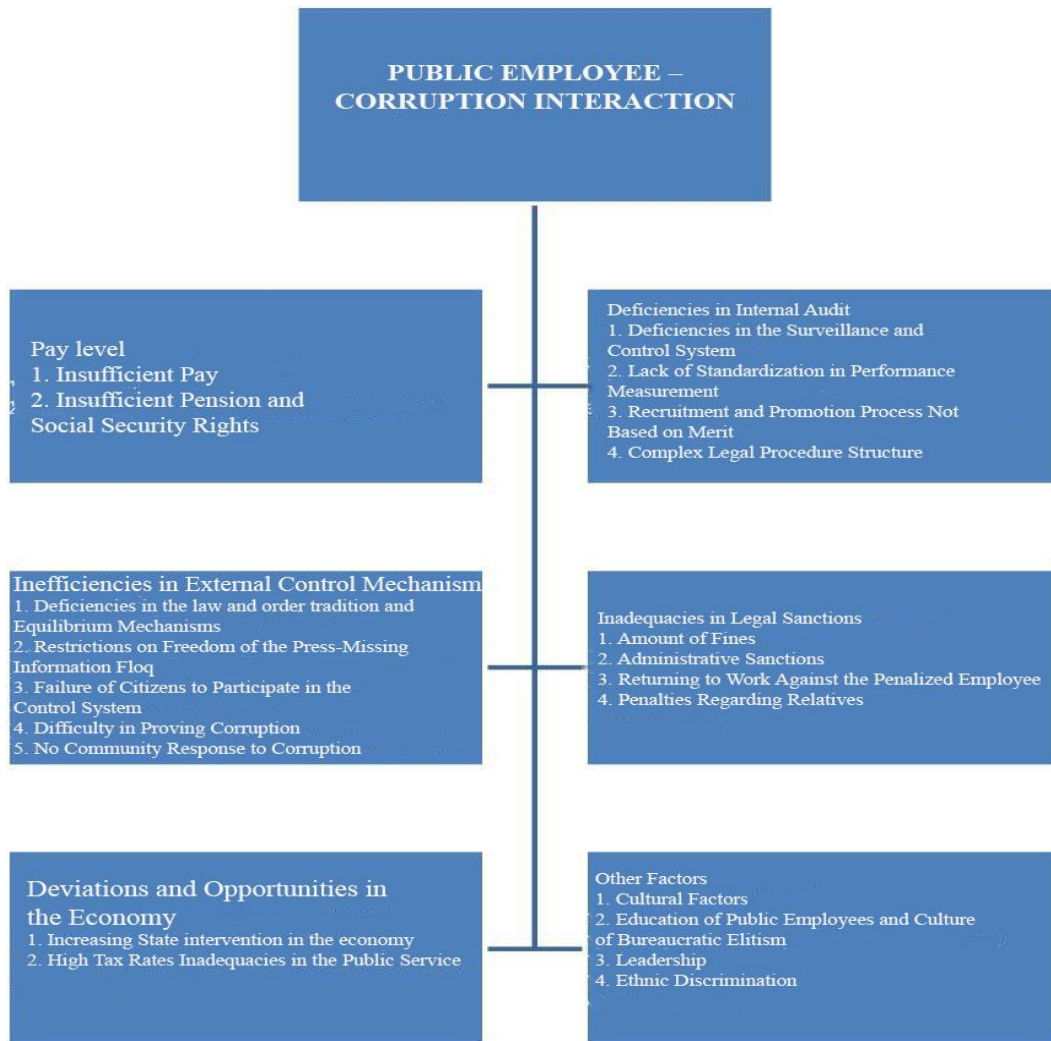 PUBLIC EMPLOYEE –
CORRUPTION INTERACTION
Pay level
1. Insufficient Pay
2. Insufficient Pension and
Social Security Rights
Deficiencies in Internal Audit
1. Deficiencies in the Surveillance and
Control System
2. Lack of Standardization in Performance
Measurement
3. Recruitment and Promotion Process Not
Based on Merit
4. Complex Legal Procedure Structure
Inefficiencies in External Control Mechanism
1. Deficiencies in the law and order tradition and
Equilibrium Mechanisms
2. Restrictions on Freedom of the Press-Missing
Information Floq
3. Failure of Citizens to Participate in the
Control System
4. Difficulty in Proving Corruption
5. No Community Response to Corruption
Inadequacies in Legal Sanctions
1. Amount of Fines
2. Administrative Sanctions
3. Returning to Work Against the Penalized Employee
4. Penalties Regarding Relatives
Deviations and Opportunities in
the Economy
1. Increasing State intervention in the economy
2. High Tax Rates Inadequacies in the Public Service
Other Factors
1. Cultural Factors
2. Education of Public Employees and Culture
of Bureaucratic Elitism
3. Leadership
4. Ethnic Discrimination